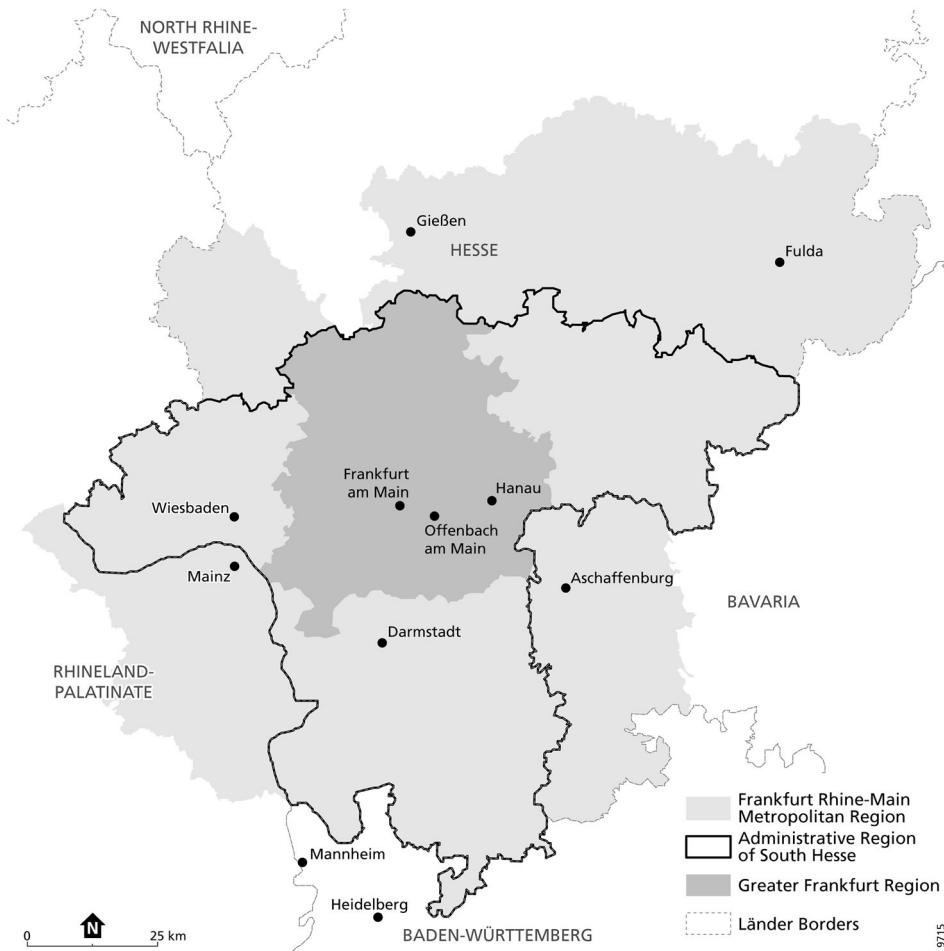 NORTH RHINE-
WESTFALIA
Gießen
HESSE
Fulda
Frankfurt
am Main
Hanau
Wiesbaden
Offenbach
am Main
Mainz
Aschaffenburg
BAVARIA
Darmstadt
RHINELAND-
PALATINATE
Frankfurt Rhine-Main
Metropolitan Region
Administrative Region
of South Hesse
Mannheim
Greater Frankfurt Region
Heidelberg
Länder Borders
N
BADEN-WÜRTTEMBERG
0 25 km
9715